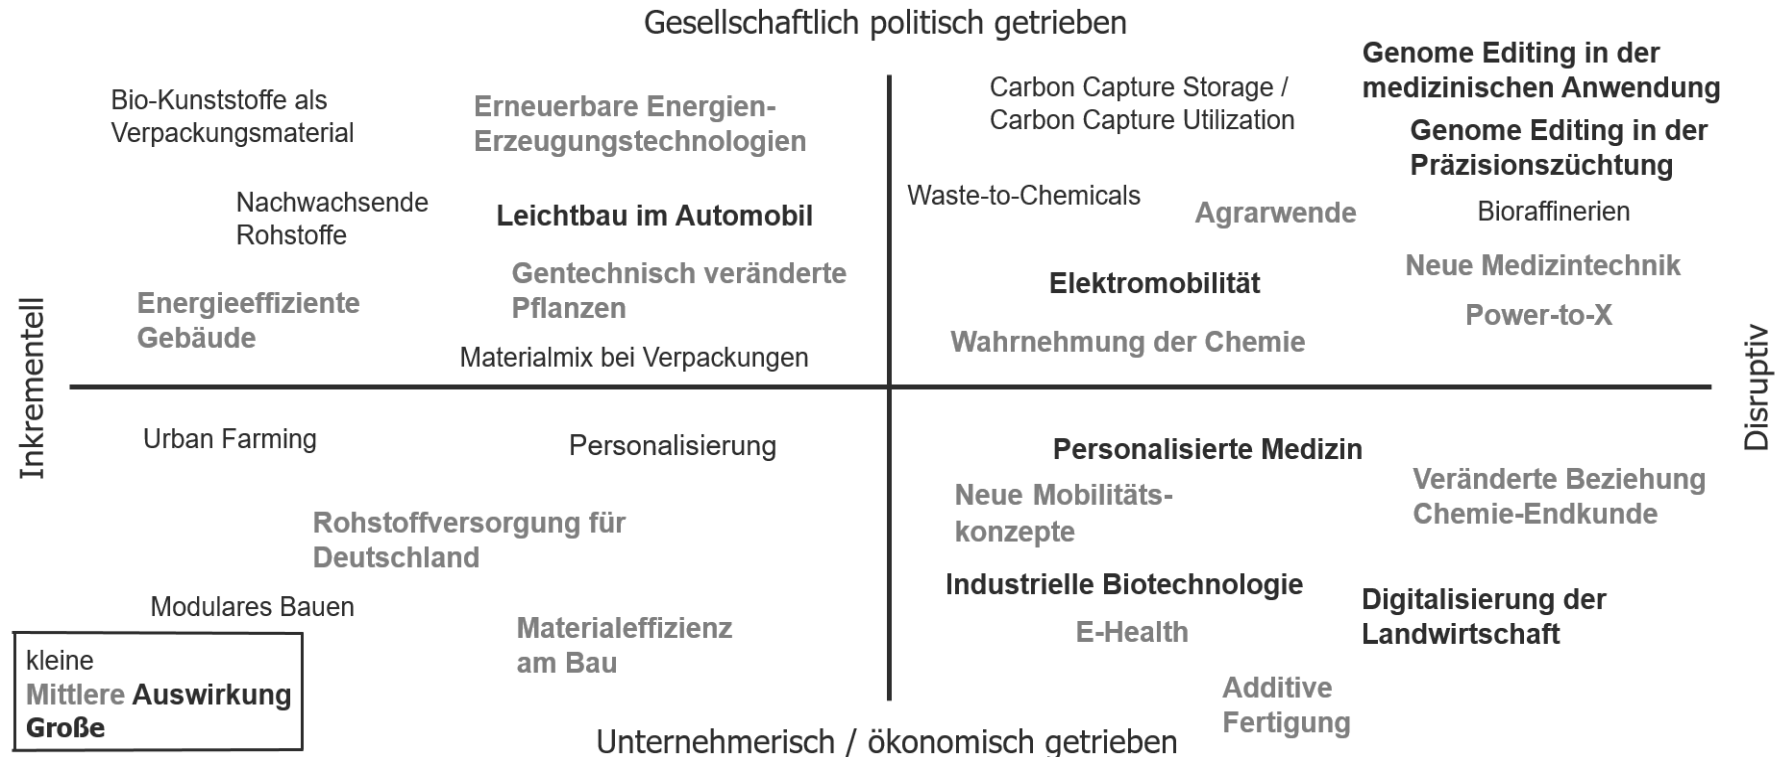 Gesellschaftlich politisch getrieben
Bio-Kunststoffe als
Verpackungsmaterial
Erneuerbare Energien-
Erzeugungstechnologien
Nachwachsende
Rohstoffe
Leichtbau im Automobil
Gentechnisch veränderte
Pflanzen
Energieeffiziente
Gebäude
Materialmix bei Verpackungen
Carbon Capture Storage /
Carbon Capture Utilization
Genome Editing in der
medizinischen Anwendung
Genome Editing in der
Präzisionszüchtung
Waste-to-Chemicals
Agrarwende
Bioraffinerien
Neue Medizintechnik
Elektromobilität
Power-to-X
Wahrnehmung der Chemie
Inkrementell
Disruptiv
Urban Farming
Personalisierung
Rohstoffversorgung für
Deutschland
Modulares Bauen
Materialeffizienz
am Bau
Personalisierte Medizin
Neue Mobilitäts-
konzepte
Veränderte Beziehung
Chemie-Endkunde
Industrielle Biotechnologie
E-Health
Digitalisierung der
Landwirtschaft
Additive
Fertigung
kleine
Mittlere Auswirkung
Große
Unternehmerisch / ökonomisch getrieben